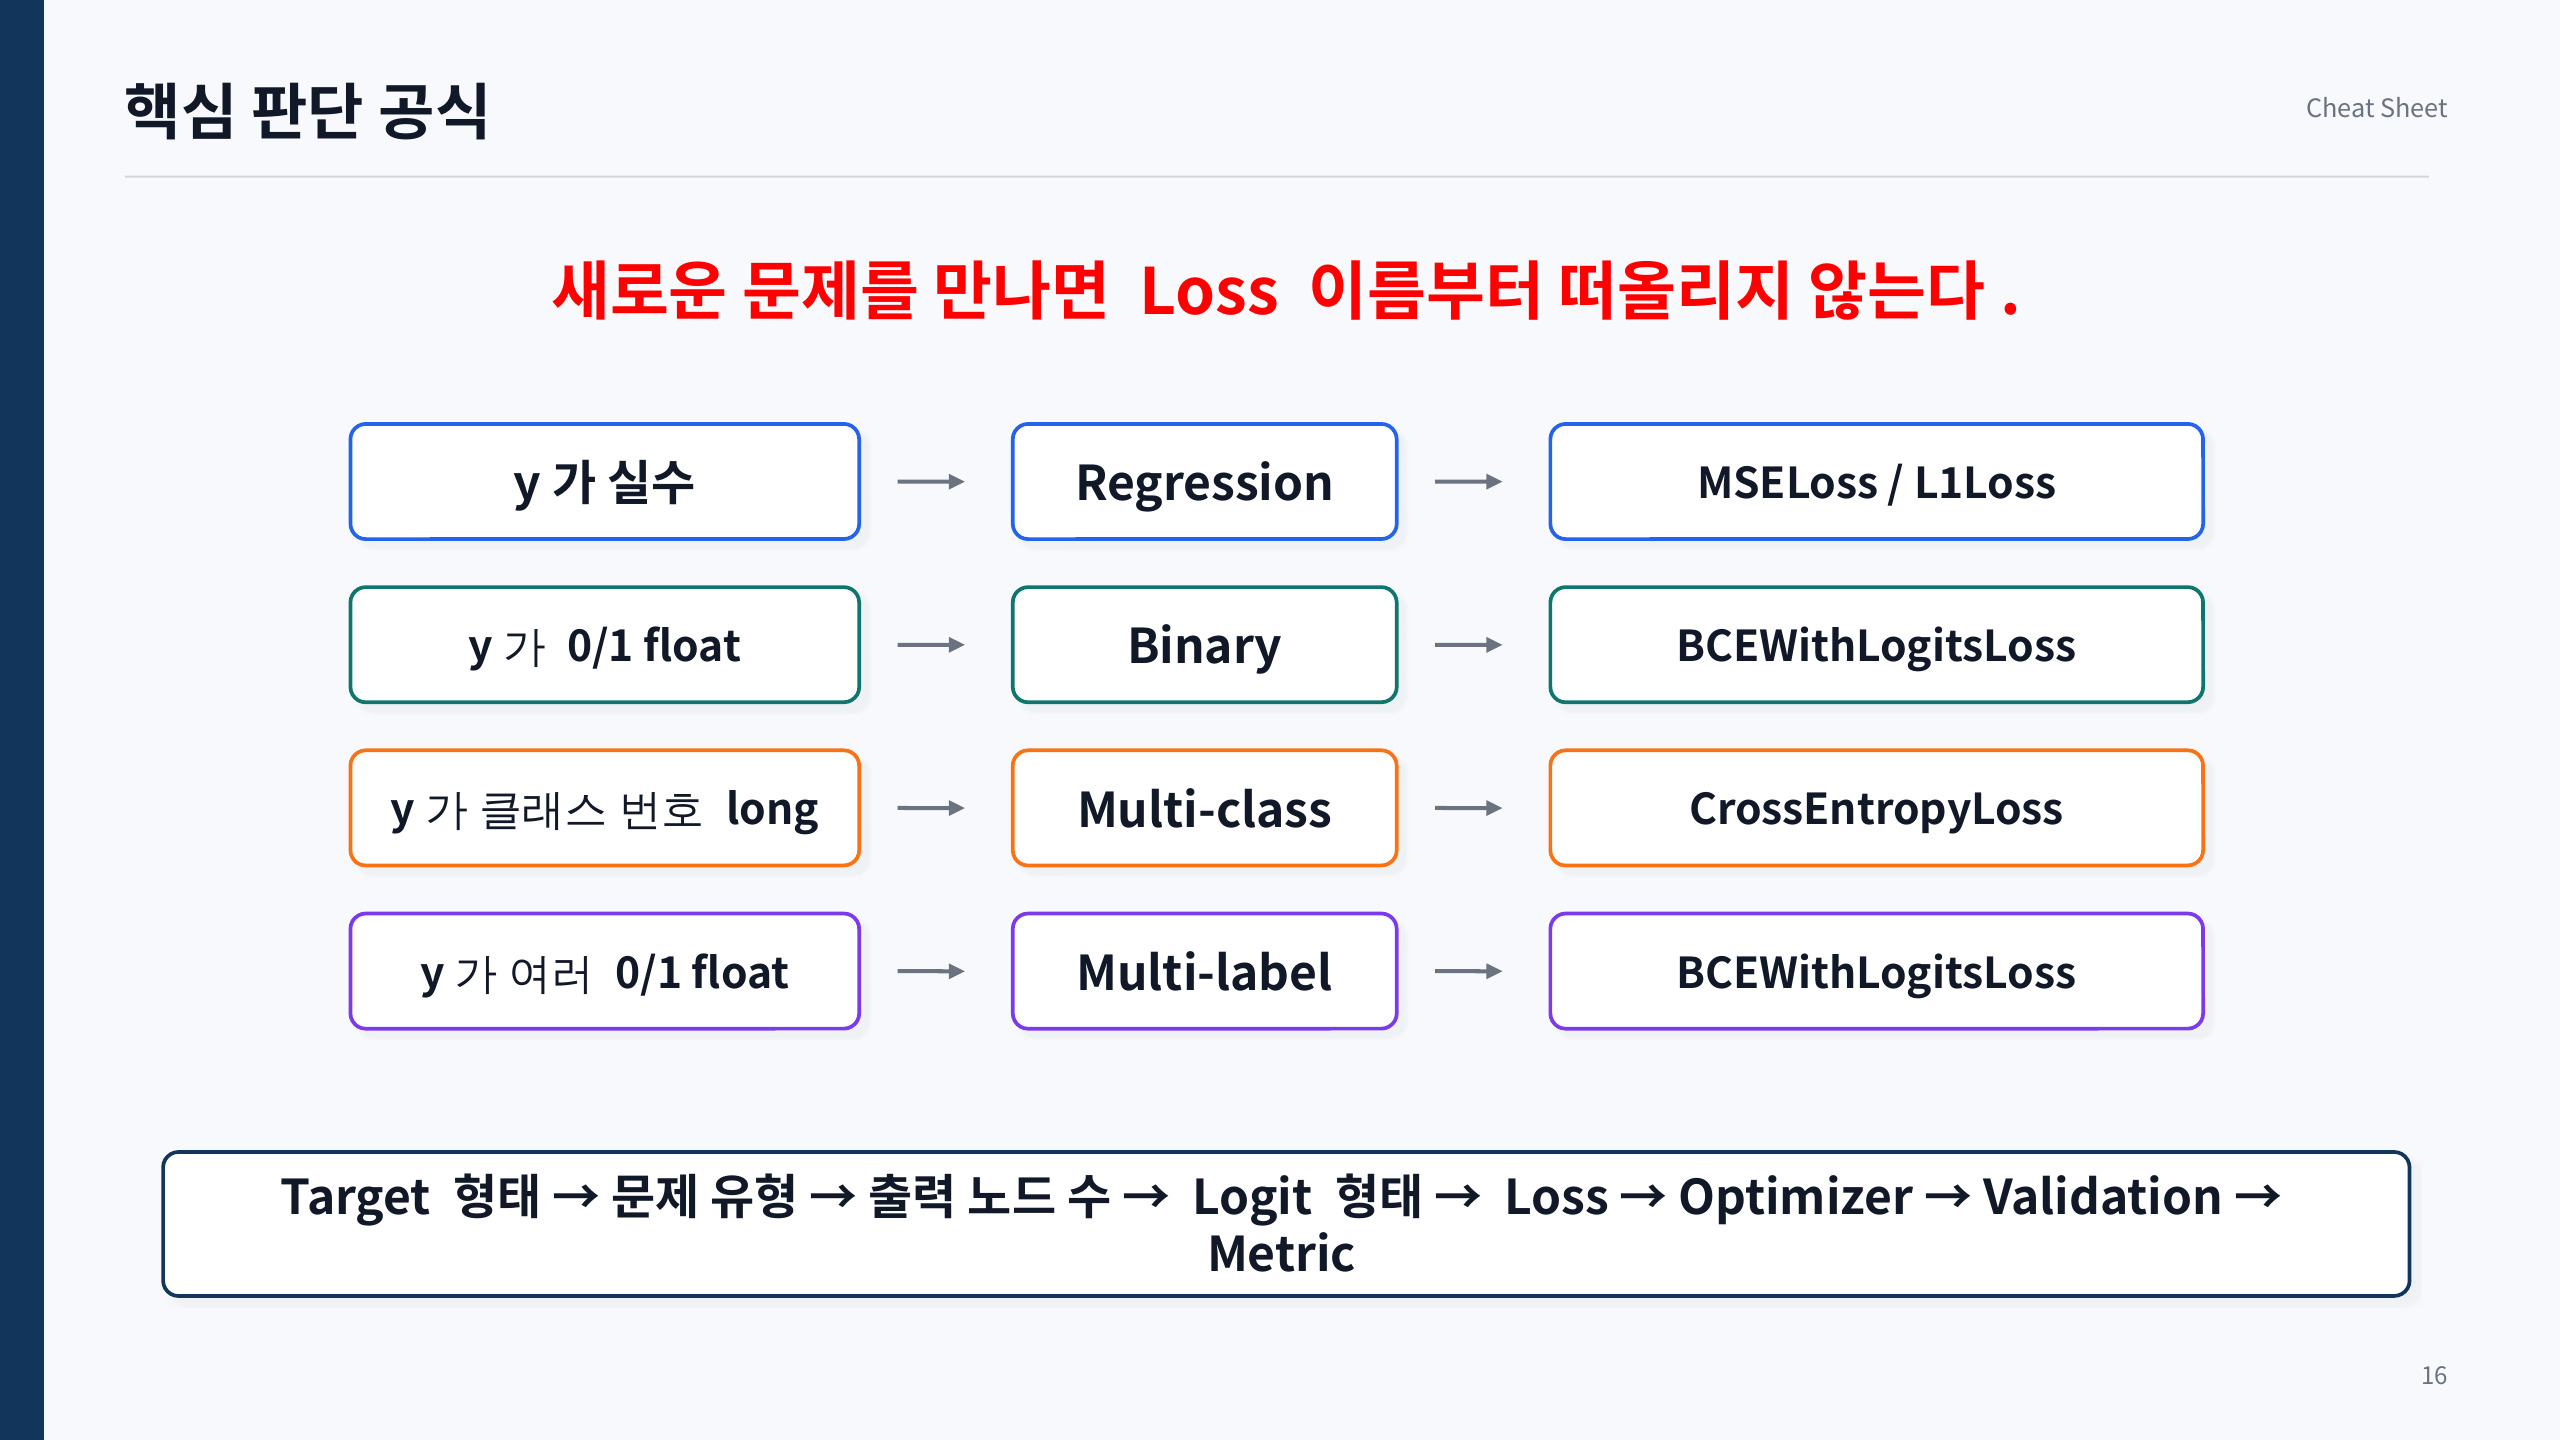 핵심 판단 공식
Cheat Sheet
새로운 문제를 만나면 Loss 이름부터 떠올리지 않는다 .
y 가 실수 → Regression → MSELoss / L1Loss
y 가 0/1 float → Binary → BCEWithLogitsLoss
y 가 클래스 번호 long → Multi-class → CrossEntropyLoss
y 가 여러 0/1 float → Multi-label → BCEWithLogitsLoss
Target 형태 → 문제 유형 → 출력 노드 수 → Logit 형태 → Loss → Optimizer → Validation →
Metric
16